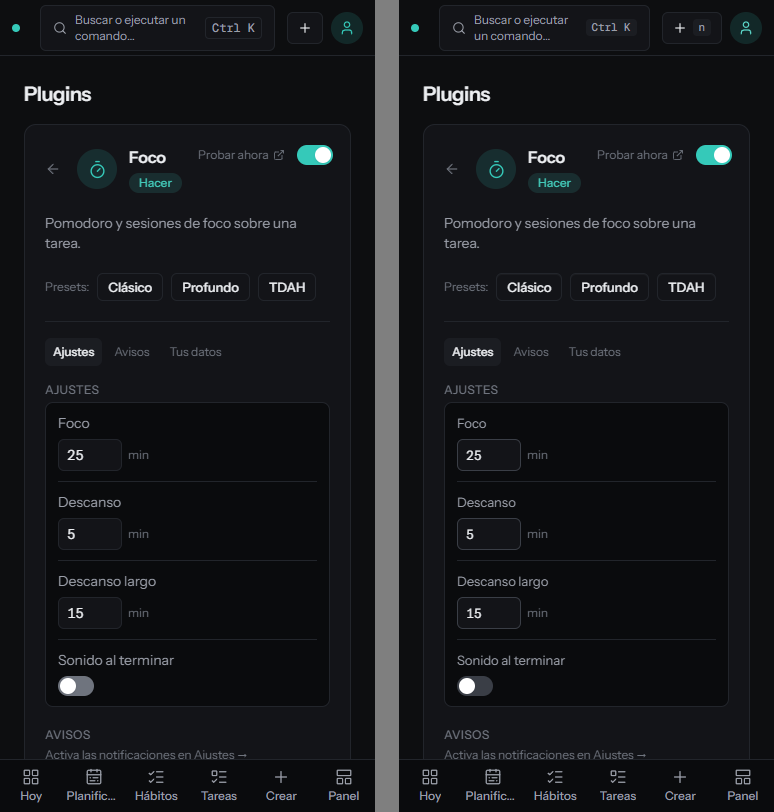 Buscar o ejecutar un
comando...
Ctrl K
Plugins
Foco
Probar ahora
Hacer
Pomodoro y sesiones de foco sobre una
tarea.
Presets: Clásico Profundo TDAH
Ajustes Avisos Tus datos
AJUSTES
Foco
25 min
Descanso
5 min
Descanso largo
15 min
Sonido al terminar
AVISOS
Activa las notificaciones en Ajustes →
Hoy Planific... Hábitos Tareas Crear Panel
Buscar o ejecutar
un comando...
Ctrl K
n
Plugins
Foco
Probar ahora
Hacer
Pomodoro y sesiones de foco sobre una
tarea.
Presets: Clásico Profundo TDAH
Ajustes Avisos Tus datos
AJUSTES
Foco
25 min
Descanso
5 min
Descanso largo
15 min
Sonido al terminar
AVISOS
Activa las notificaciones en Ajustes →
Hoy Planific... Hábitos Tareas Crear Panel